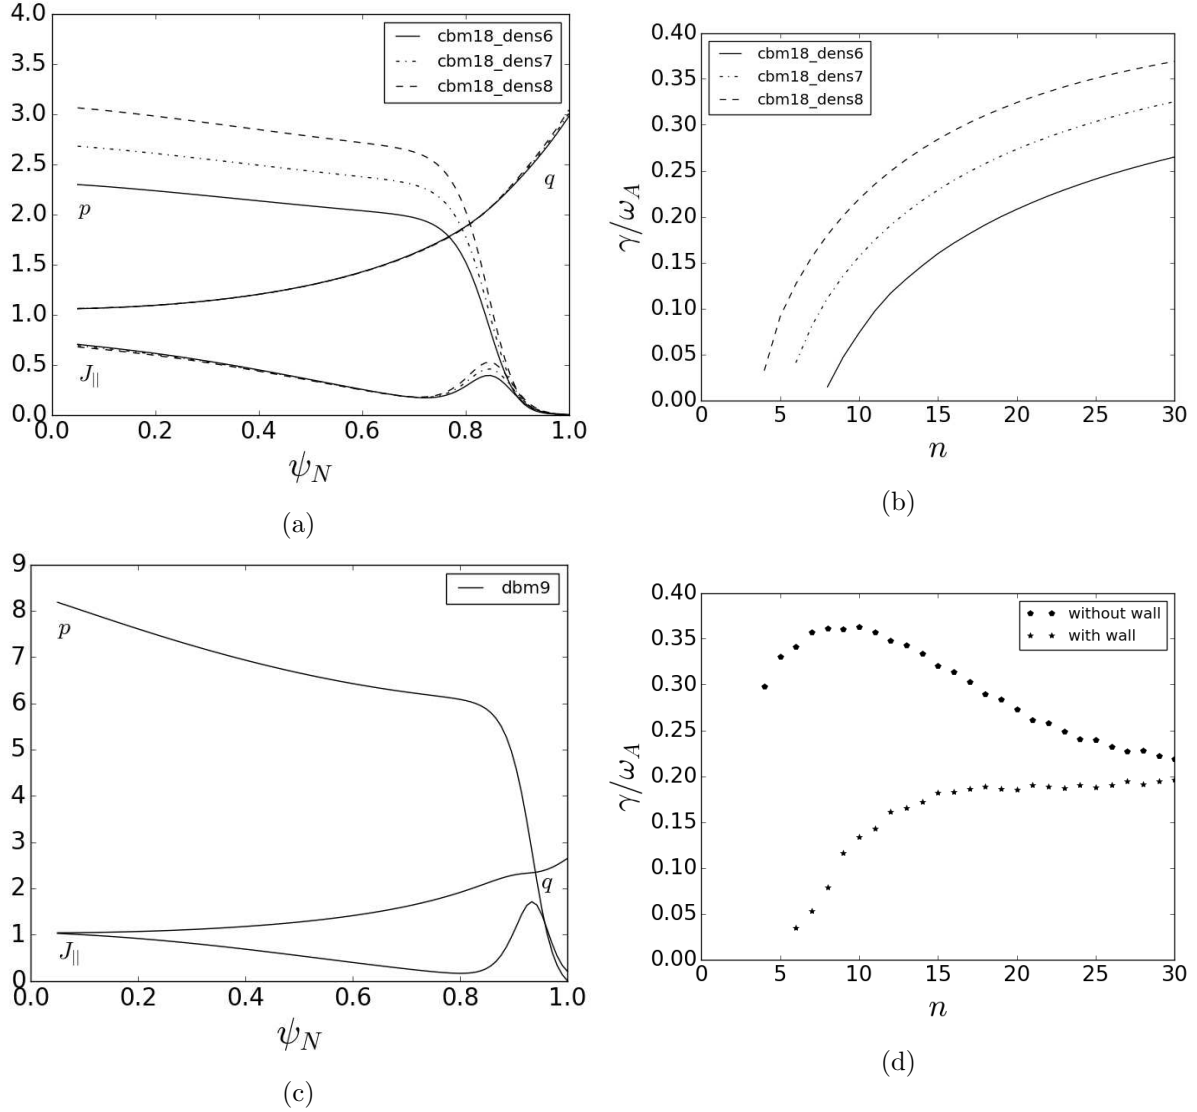 4.0
3.5
3.0
2.5
2.0
1.5
1.0
0.5
0.0
cbm18_dens6
cbm18_dens7
cbm18_dens8
p
q
J||
0.0 0.2 0.4 0.6 0.8 1.0
ψN
(a)
0.40
0.35
0.30
0.25
0.20
0.15
0.10
0.05
0.00
γ/ωA
cbm18_dens6
cbm18_dens7
cbm18_dens8
0 5 10 15 20 25 30
n
(b)
9
8
7
6
5
4
3
2
1
0
dbm9
p
q
J||
0.0 0.2 0.4 0.6 0.8 1.0
ψN
(c)
0.40
0.35
0.30
0.25
0.20
0.15
0.10
0.05
0.00
γ/ωA
without wall
with wall
0 5 10 15 20 25 30
n
(d)